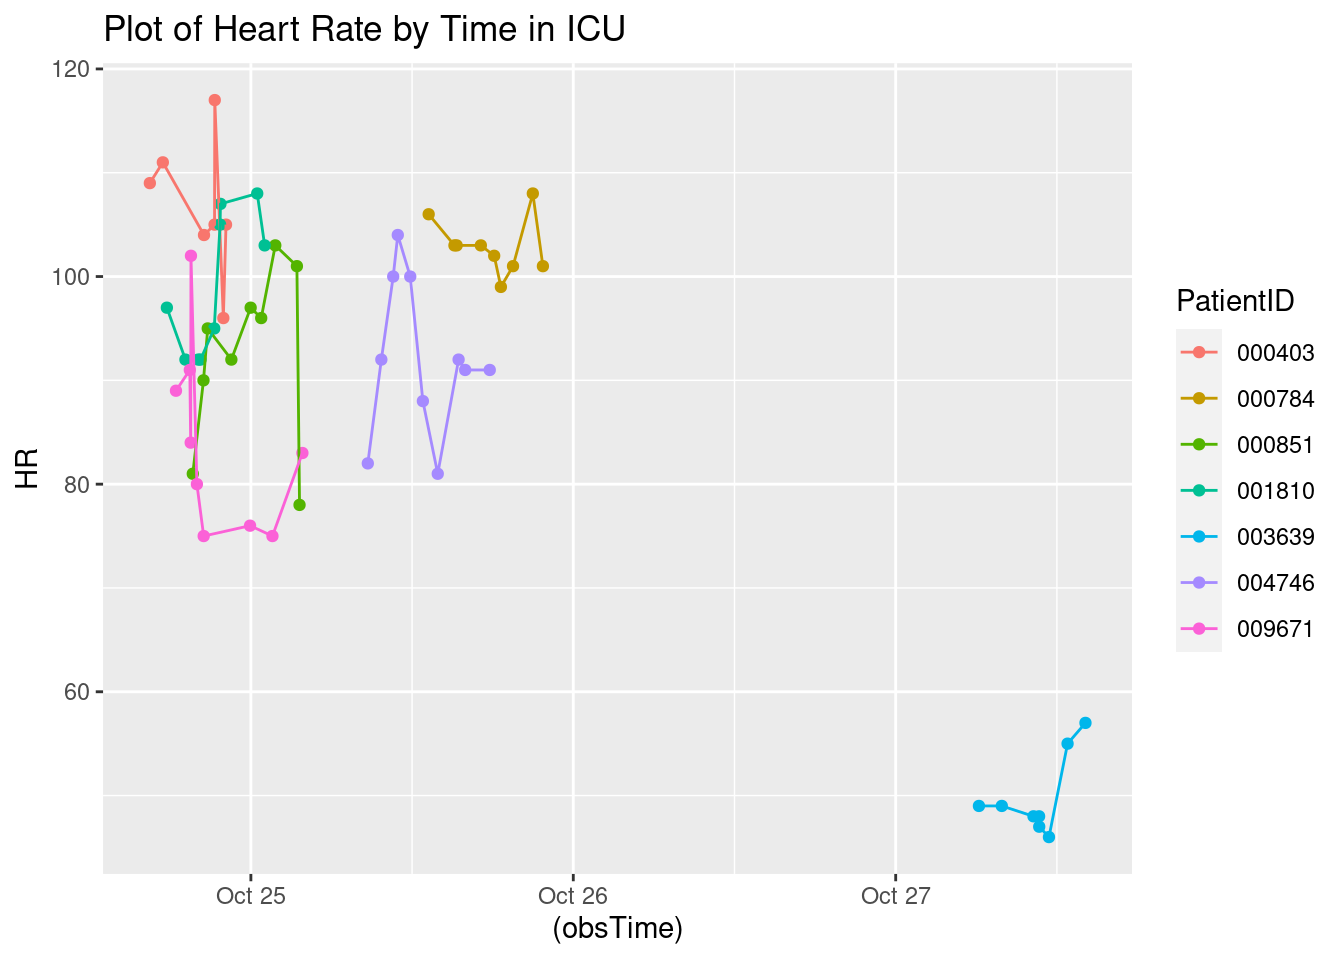 Plot of Heart Rate by Time in ICU
120
100
80
60
HR
Oct 25
Oct 26
Oct 27
(obsTime)
PatientID
000403
000784
000851
001810
003639
004746
009671